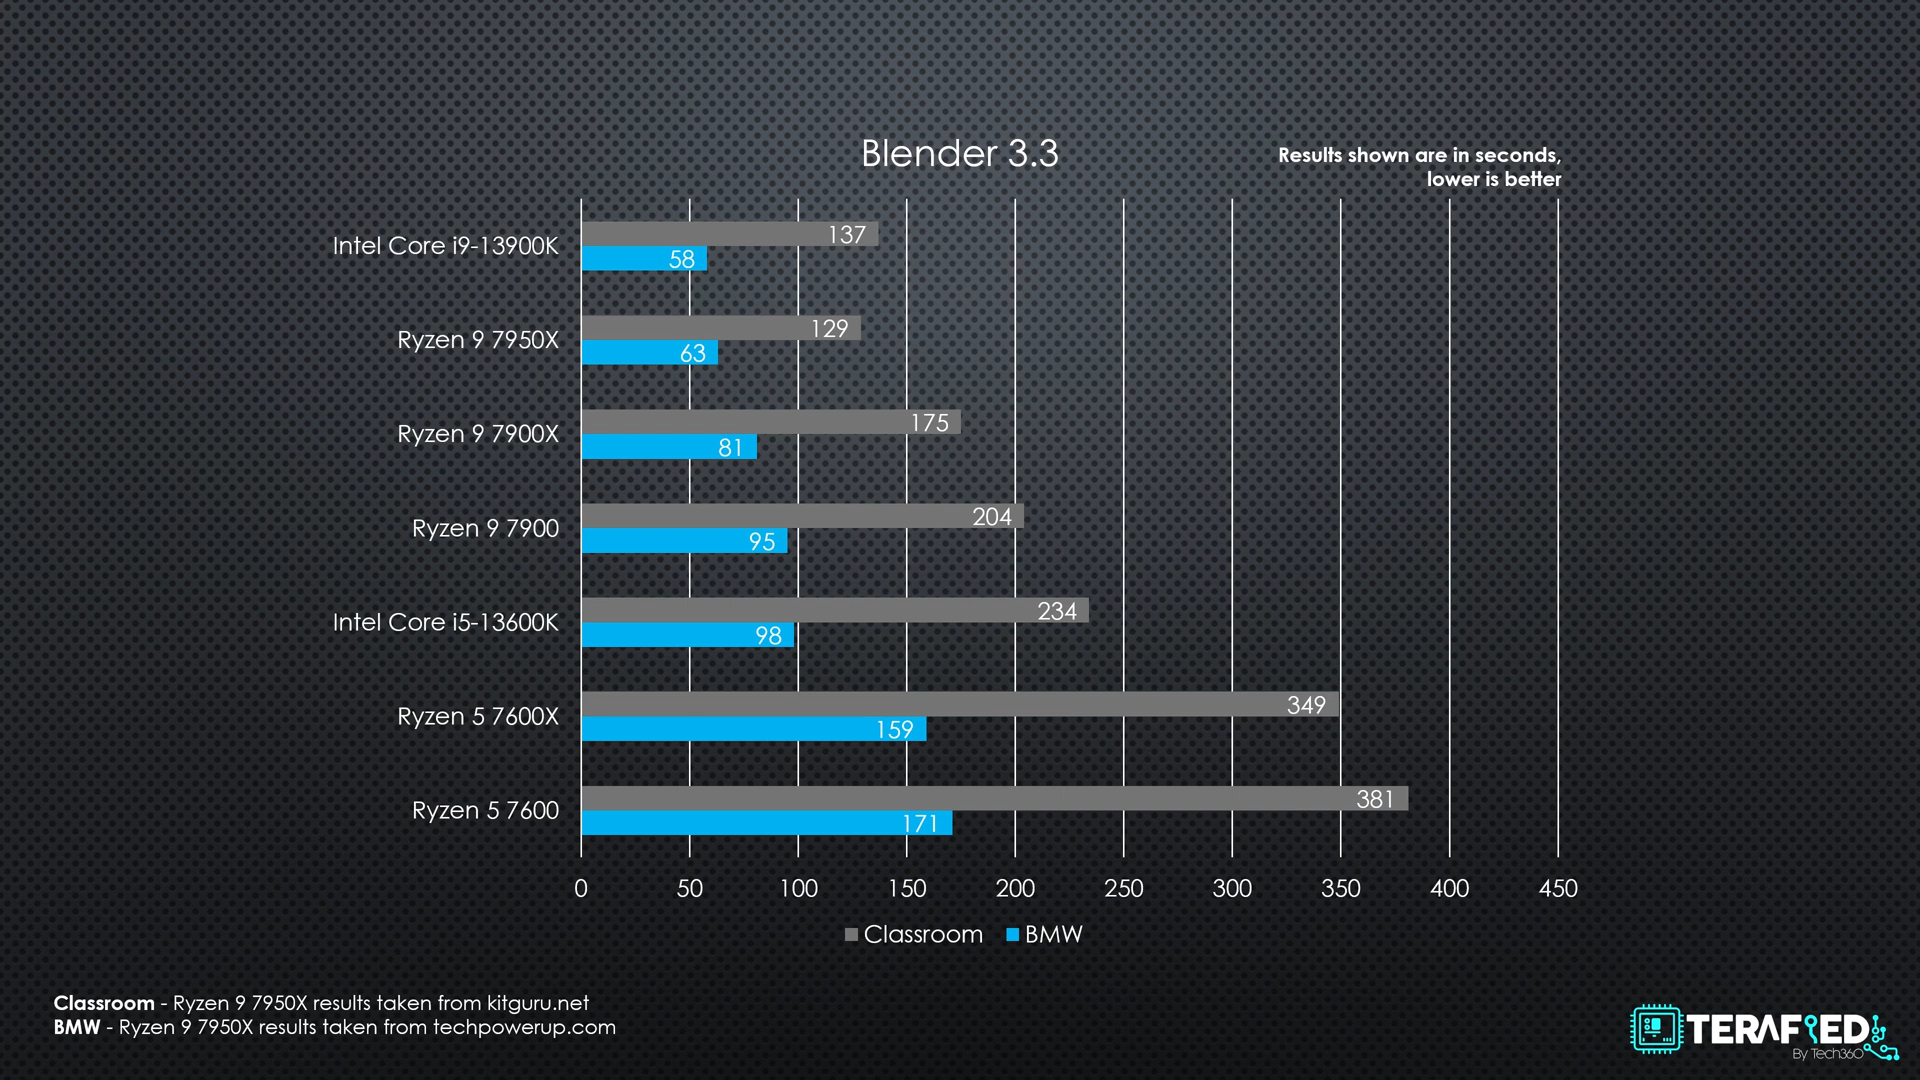 Blender 3.3
Results shown are in seconds,
lower is better
Intel Core i9-13900K
137
58
Ryzen 9 7950X
129
63
Ryzen 9 7900X
175
81
Ryzen 9 7900
204
95
Intel Core i5-13600K
234
98
Ryzen 5 7600X
349
159
Ryzen 5 7600
381
171
0 50 100 150 200 250 300 350 400 450
Classroom BMW
Classroom - Ryzen 9 7950X results taken from kitguru.net
BMW - Ryzen 9 7950X results taken from techpowerup.com
TERAFIED
By Tech360